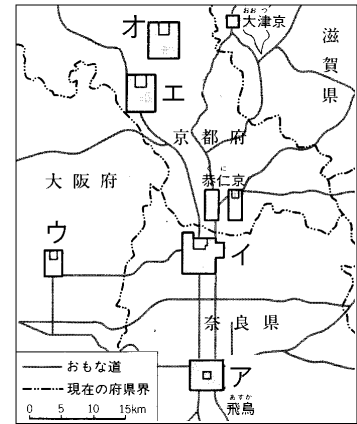 オ
おおつ
大津京
滋賀県
エ
京都府
大阪府
くに
恭仁京
ウ
イ
奈良県
ア
あすか
飛鳥
おもな道
現在の府県界
0 5 10 15km